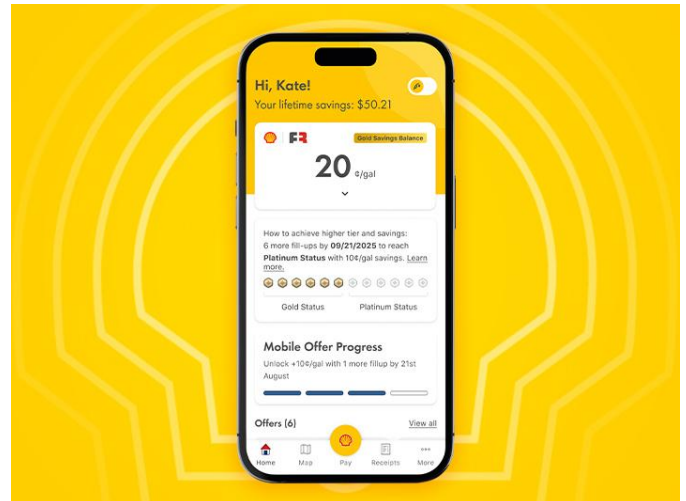 Hi, Kate!
Your lifetime savings: $50.21
FR
Gold Savings Balance
20 ¢/gal
How to achieve higher tier and savings:
6 more fill-ups by 09/21/2025 to reach
Platinum Status with 10¢/gal savings. Learn
more.
Gold Status
Platinum Status
Mobile Offer Progress
Unlock +10¢/gal with 1 more fillup by 21st
August
Offers (6)
View all
Home
Map
Pay
Receipts
More